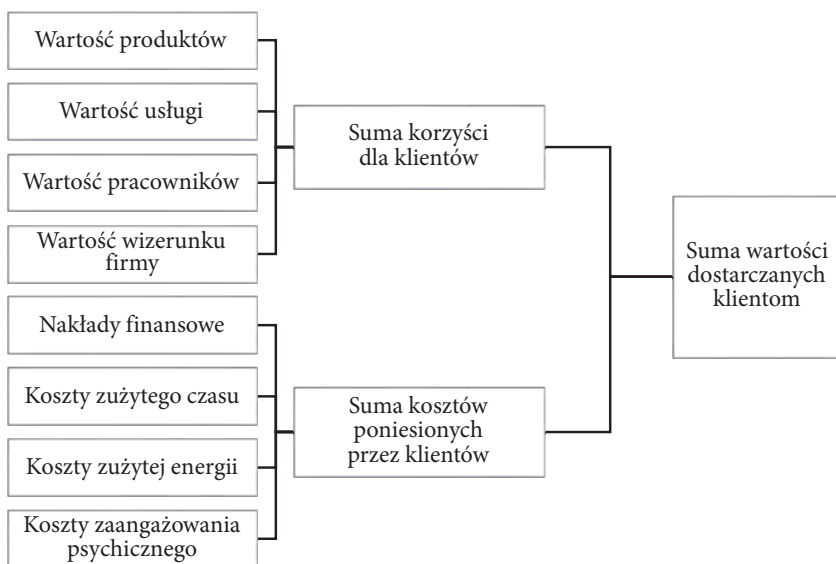 Wartość produktów
Wartość usługi
Wartość pracowników
Wartość wizerunku
firmy
Nakłady finansowe
Koszty zużytego czasu
Koszty zużytej energii
Koszty zaangażowania
psychicznego
Suma korzyści
dla klientów
Suma kosztów
poniesionych
przez klientów
Suma wartości
dostarczanych
klientom